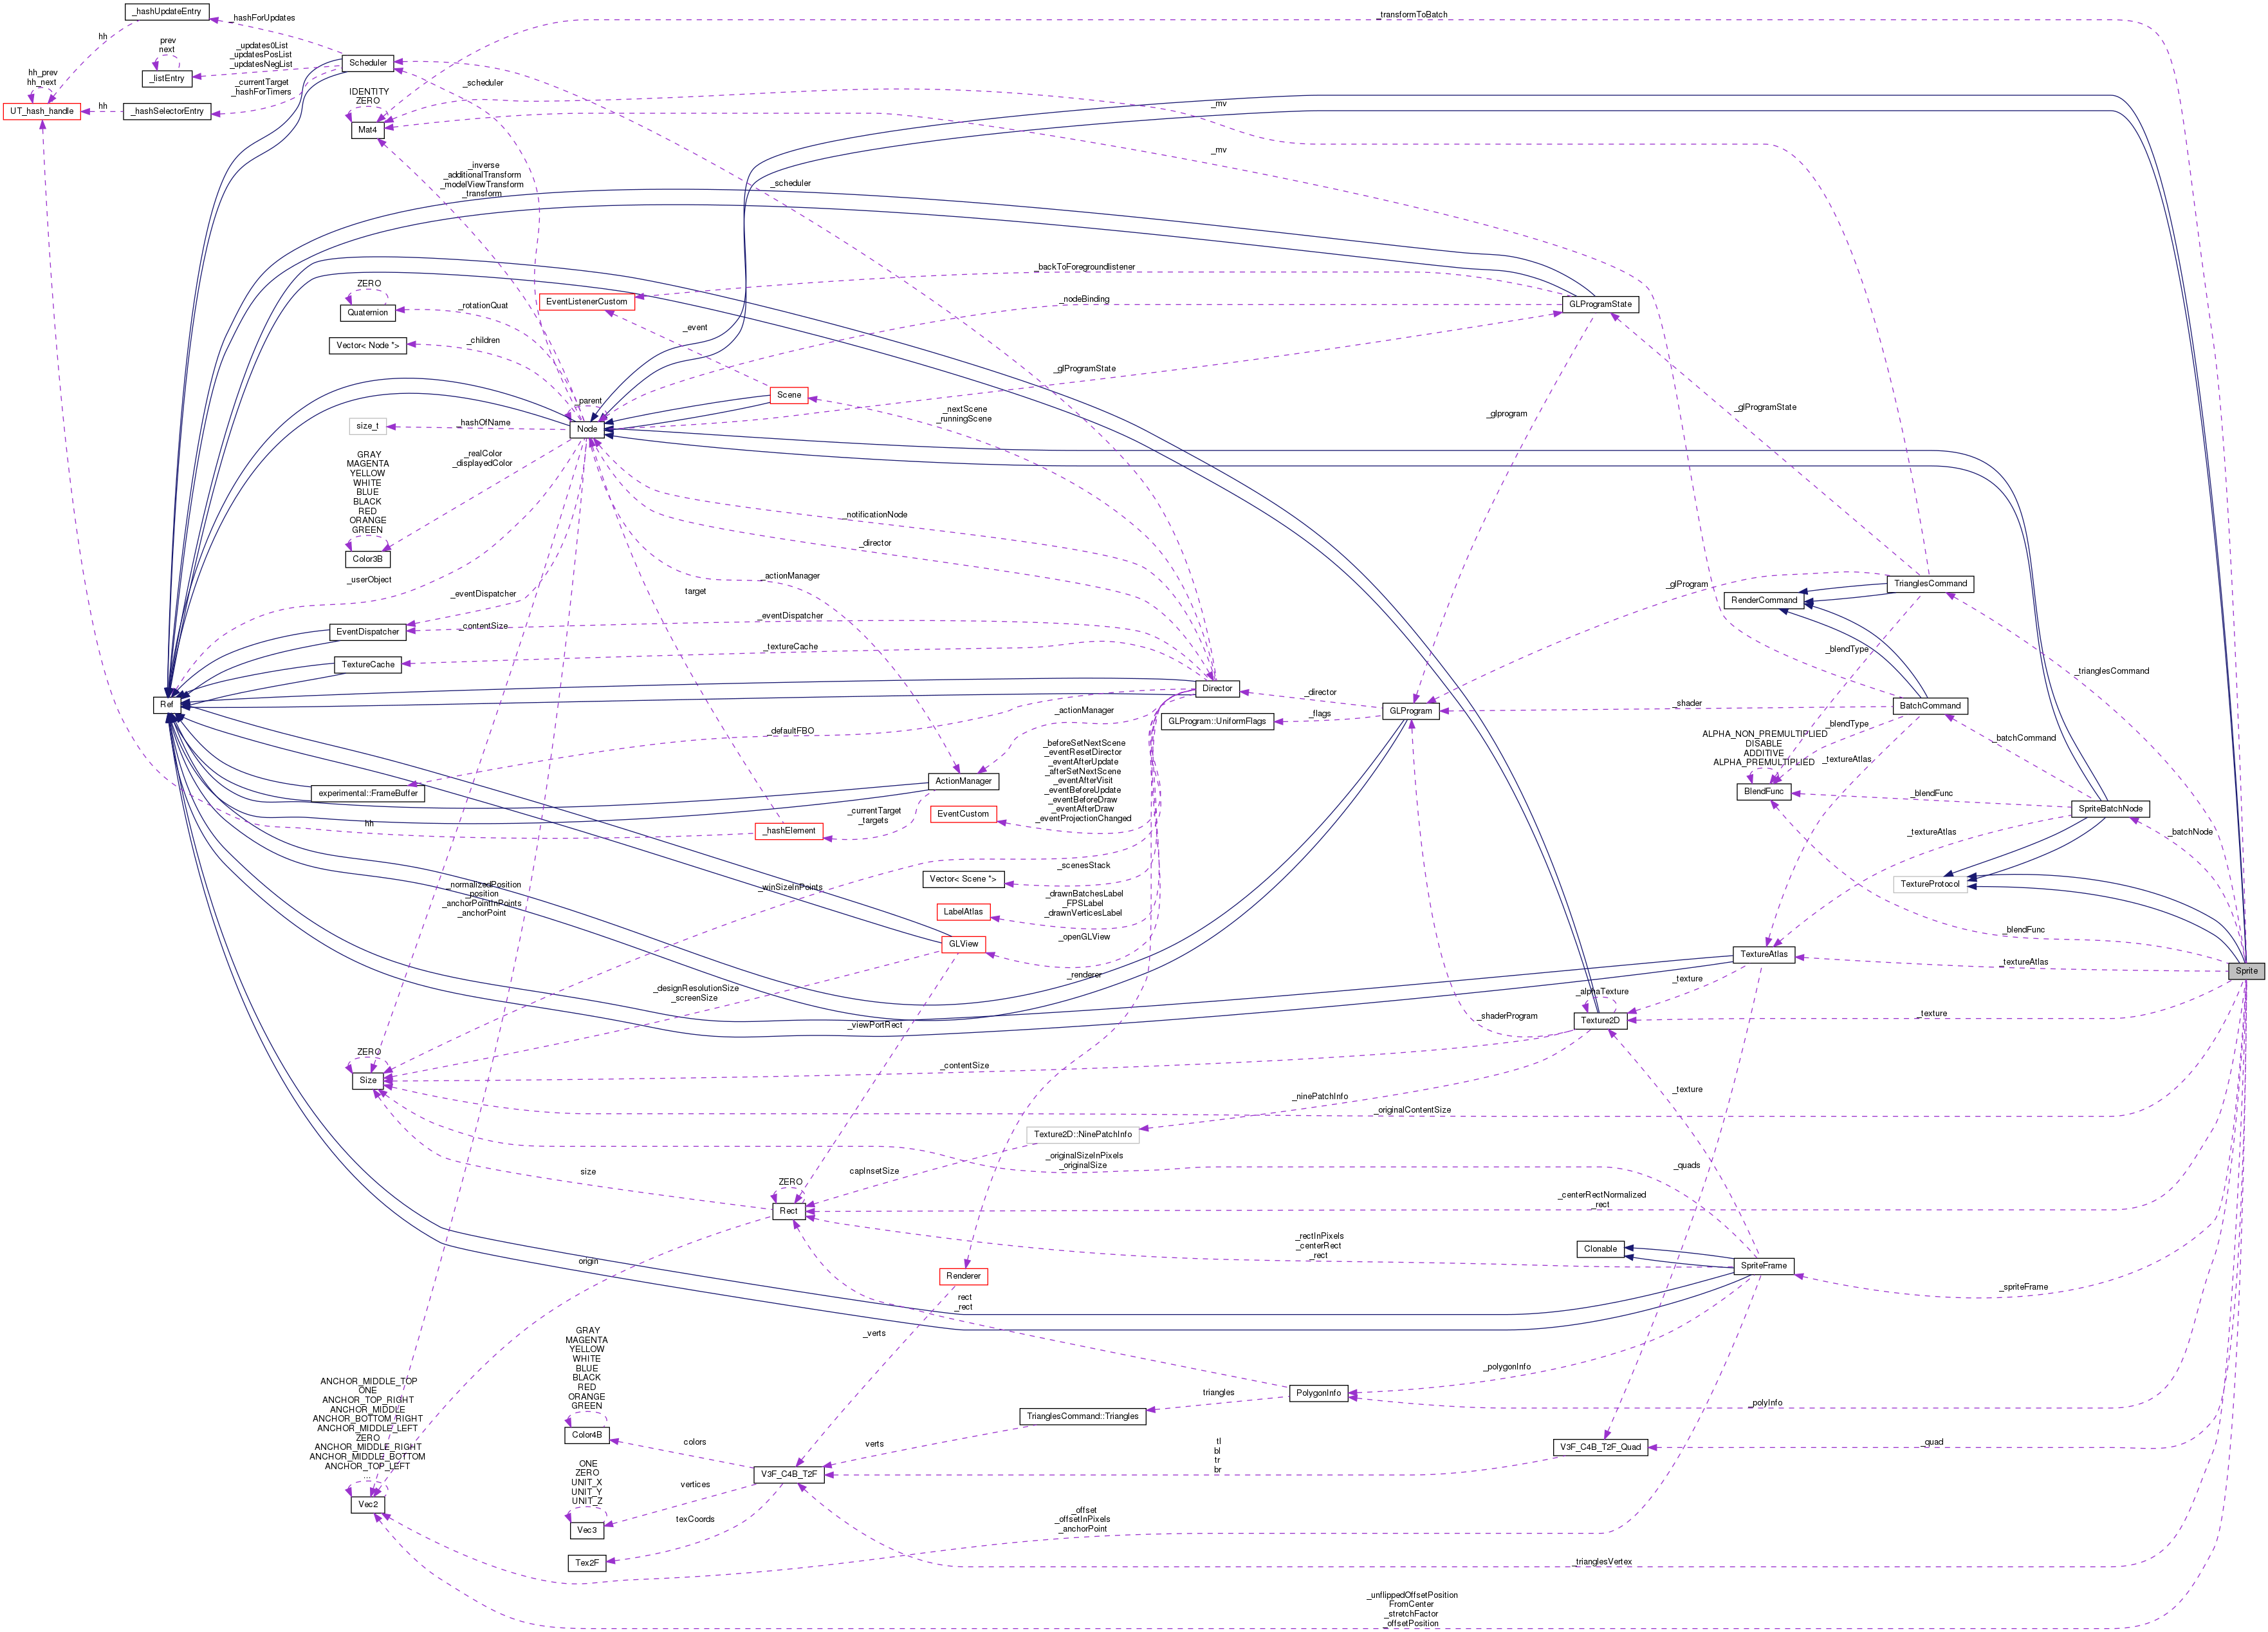 _hashUpdateEntry
_hashForUpdates
_transformToBatch
hh
prev
next
_updates0List
_updatesPosList
_updatesNegList
Scheduler
_listEntry
hh_prev
hh_next
_currentTarget
_hashForTimers
_scheduler
IDENTITY
ZERO
UT_hash_handle
hh
_hashSelectorEntry
_mv
Mat4
_mv
_inverse
_additionalTransform
_modelViewTransform
_transform
_scheduler
_backToForegroundlistener
ZERO
EventListenerCustom
_nodeBinding
GLProgramState
Quaternion
_rotationQuat
_event
Vector< Node *>
_children
_glProgramState
Scene
parent
_nextScene
_runningScene
_glProgramState
_glprogram
size_t
_hashOfName
Node
GRAY
MAGENTA
YELLOW
WHITE
BLUE
BLACK
RED
ORANGE
GREEN
_realColor
_displayedColor
_notificationNode
_director
Color3B
_userObject
_actionManager
target
_glProgram
TrianglesCommand
RenderCommand
_eventDispatcher
_eventDispatcher
EventDispatcher
_contentSize
_textureCache
_blendType
TextureCache
_trianglesCommand
Director
_director
Ref
_shader
BatchCommand
_actionManager
GLProgram::UniformFlags
_flags
GLProgram
_blendType
_defaultFBO
ALPHA_NON_PREMULTIPLIED
DISABLE
ADDITIVE
ALPHA_PREMULTIPLIED
_batchCommand
_beforeSetNextScene
_eventResetDirector
_eventAfterUpdate
_afterSetNextScene
_eventAfterVisit
_eventBeforeUpdate
_eventBeforeDraw
_eventAfterDraw
_eventProjectionChanged
_textureAtlas
ActionManager
experimental::FrameBuffer
BlendFunc
_blendFunc
SpriteBatchNode
_currentTarget
_targets
EventCustom
hh
_hashElement
_textureAtlas
_batchNode
_scenesStack
Vector< Scene *>
TextureProtocol
_normalizedPosition
_position
_anchorPointInPoints
_anchorPoint
_winSizeInPoints
_drawnBatchesLabel
_FPSLabel
_drawnVerticesLabel
LabelAtlas
_blendFunc
_openGLView
GLView
TextureAtlas
_textureAtlas
Sprite
_renderer
_texture
_designResolutionSize
_screenSize
_alphaTexture
_viewPortRect
_shaderProgram
Texture2D
_texture
ZERO
_contentSize
Size
_texture
_ninePatchInfo
_originalContentSize
Texture2D::NinePatchInfo
_originalSizeInPixels
_originalSize
_quads
size
capInsetSize
ZERO
_centerRectNormalized
_rect
Rect
_rectInPixels
_centerRect
_rect
Clonable
origin
SpriteFrame
Renderer
_spriteFrame
rect
_rect
GRAY
MAGENTA
YELLOW
WHITE
BLUE
BLACK
RED
ORANGE
GREEN
_verts
_polygonInfo
ANCHOR_MIDDLE_TOP
ONE
ANCHOR_TOP_RIGHT
ANCHOR_MIDDLE
ANCHOR_BOTTOM_RIGHT
ANCHOR_MIDDLE_LEFT
ZERO
ANCHOR_MIDDLE_RIGHT
ANCHOR_MIDDLE_BOTTOM
ANCHOR_TOP_LEFT
...
triangles
PolygonInfo
_polyInfo
TrianglesCommand::Triangles
Color4B
colors
verts
tl
bl
tr
br
V3F_C4B_T2F_Quad
_quad
ONE
ZERO
UNIT_X
UNIT_Y
UNIT_Z
V3F_C4B_T2F
vertices
Vec2
texCoords
_offset
_offsetInPixels
_anchorPoint
Vec3
Tex2F
_trianglesVertex
_unflippedOffsetPosition
FromCenter
_stretchFactor
_offsetPosition